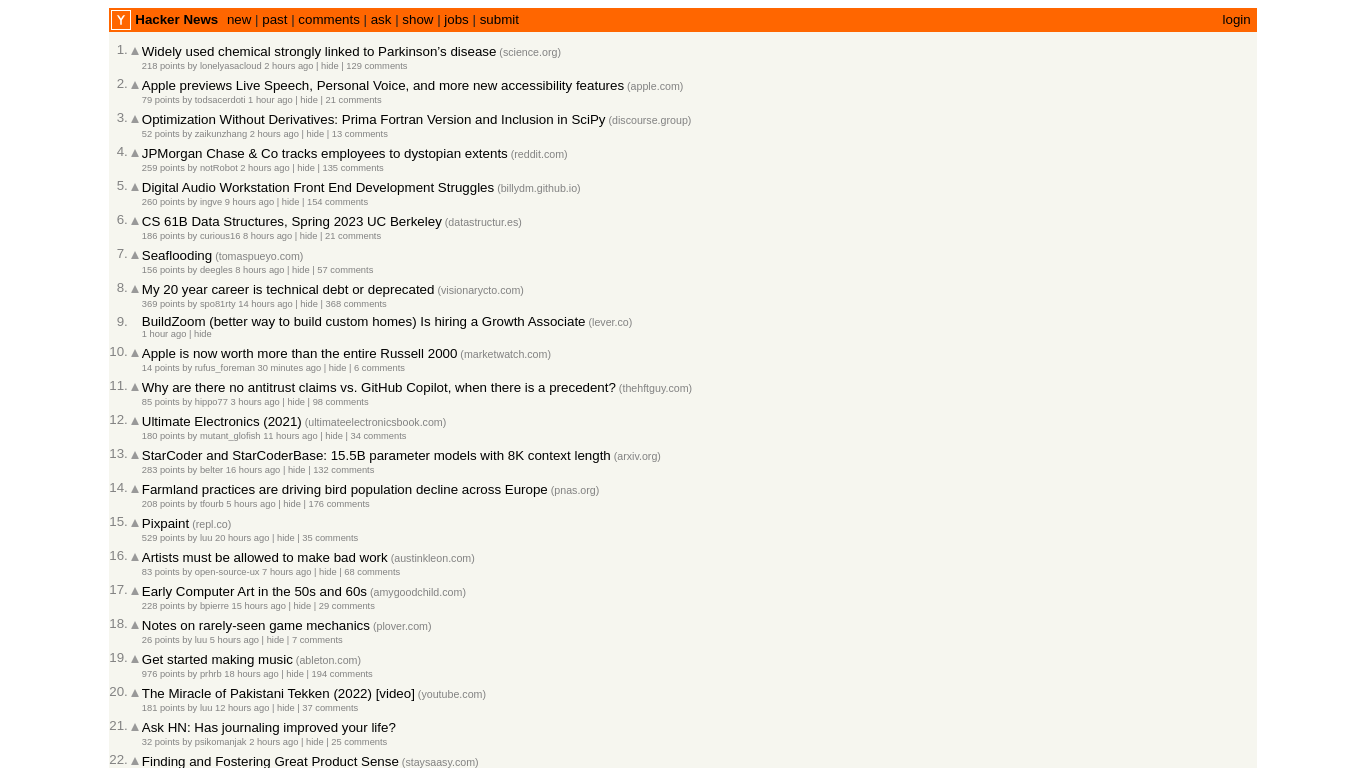 Y Hacker News new | past | comments | ask | show | jobs | submit login
1. ▲ Widely used chemical strongly linked to Parkinson’s disease (science.org)
218 points by lonelyasacloud 2 hours ago | hide | 129 comments
2. ▲ Apple previews Live Speech, Personal Voice, and more new accessibility features (apple.com)
79 points by todsacerdoti 1 hour ago | hide | 21 comments
3. ▲ Optimization Without Derivatives: Prima Fortran Version and Inclusion in SciPy (discourse.group)
52 points by zaikunzhang 2 hours ago | hide | 13 comments
4. ▲ JPMorgan Chase & Co tracks employees to dystopian extents (reddit.com)
259 points by notRobot 2 hours ago | hide | 135 comments
5. ▲ Digital Audio Workstation Front End Development Struggles (billydm.github.io)
260 points by ingve 9 hours ago | hide | 154 comments
6. ▲ CS 61B Data Structures, Spring 2023 UC Berkeley (datastructur.es)
186 points by curious16 8 hours ago | hide | 21 comments
7. ▲ Seaflooding (tomaspueyo.com)
156 points by deegles 8 hours ago | hide | 57 comments
8. ▲ My 20 year career is technical debt or deprecated (visionarycto.com)
369 points by spo81rty 14 hours ago | hide | 368 comments
9. BuildZoom (better way to build custom homes) Is hiring a Growth Associate (lever.co)
1 hour ago | hide
10. ▲ Apple is now worth more than the entire Russell 2000 (marketwatch.com)
14 points by rufus_foreman 30 minutes ago | hide | 6 comments
11. ▲ Why are there no antitrust claims vs. GitHub Copilot, when there is a precedent? (thehftguy.com)
85 points by hippo77 3 hours ago | hide | 98 comments
12. ▲ Ultimate Electronics (2021) (ultimateelectronicsbook.com)
180 points by mutant_glofish 11 hours ago | hide | 34 comments
13. ▲ StarCoder and StarCoderBase: 15.5B parameter models with 8K context length (arxiv.org)
283 points by belter 16 hours ago | hide | 132 comments
14. ▲ Farmland practices are driving bird population decline across Europe (pnas.org)
208 points by tfourb 5 hours ago | hide | 176 comments
15. ▲ Pixpaint (repl.co)
529 points by luu 20 hours ago | hide | 35 comments
16. ▲ Artists must be allowed to make bad work (austinkleon.com)
83 points by open-source-ux 7 hours ago | hide | 68 comments
17. ▲ Early Computer Art in the 50s and 60s (amygoodchild.com)
228 points by bpierre 15 hours ago | hide | 29 comments
18. ▲ Notes on rarely-seen game mechanics (plover.com)
26 points by luu 5 hours ago | hide | 7 comments
19. ▲ Get started making music (ableton.com)
976 points by prhrb 18 hours ago | hide | 194 comments
20. ▲ The Miracle of Pakistani Tekken (2022) [video] (youtube.com)
181 points by luu 12 hours ago | hide | 37 comments
21. ▲ Ask HN: Has journaling improved your life?
32 points by psikomanjak 2 hours ago | hide | 25 comments
22. ▲ Finding and Fostering Great Product Sense (staysaasy.com)